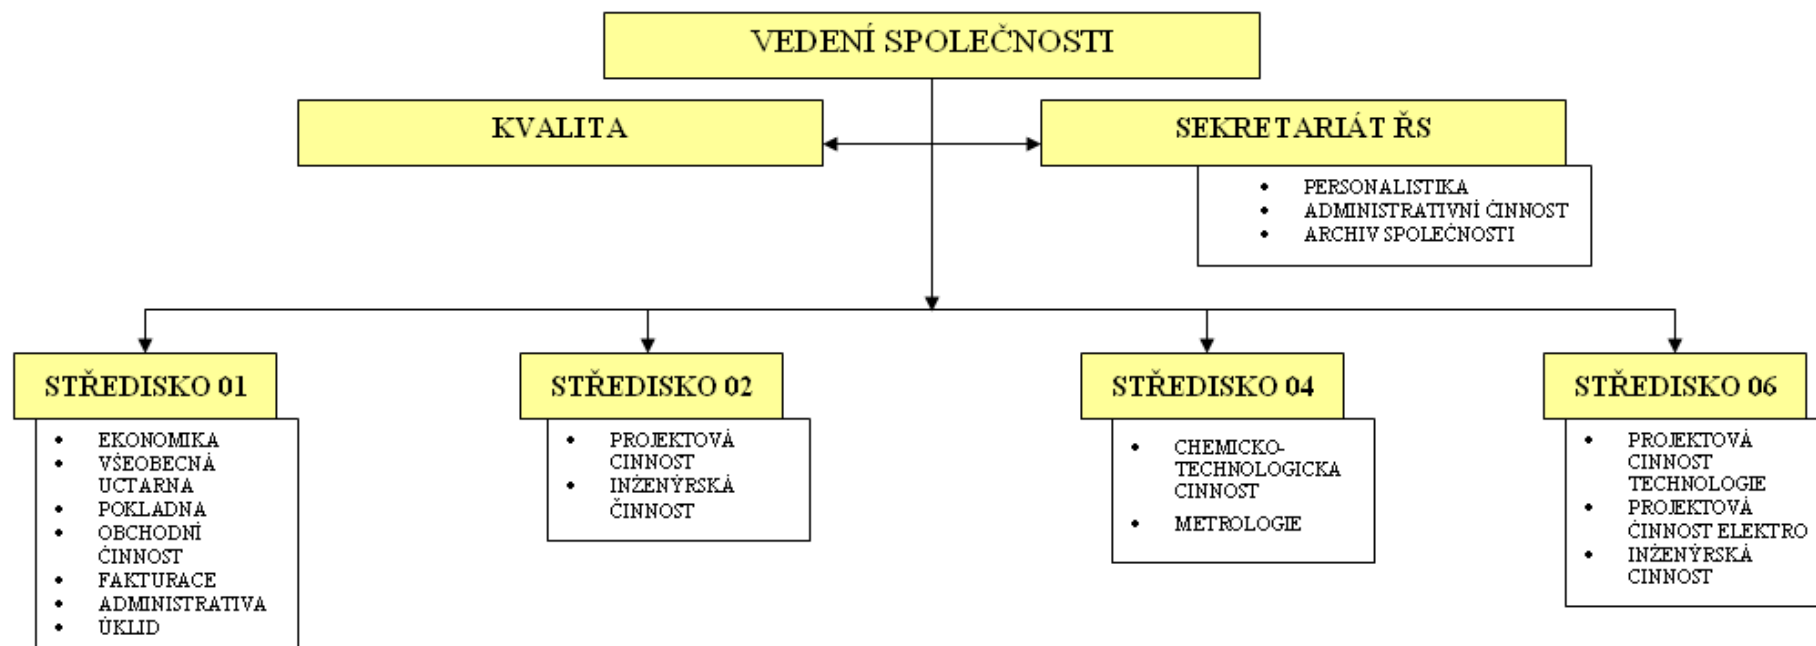 VEDENÍ SPOLEČNOSTI
KVALITA
SEKRETARIÁT ŘS
• PERSONALISTIKA
• ADMINISTRATIVNÍ ČINNOST
• ARCHIV SPOLEČNOSTI
STŘEDISKO 01
• EKONOMIKA
• VŠEOBECNÁ
UCTARNA
• POKLADNA
• OBCHODNÍ
ČINNOST
• FAKTURACE
• ADMINISTRATIVA
• ÚKLID
STŘEDISKO 02
• PROJEKTOVÁ
CINNOST
• INŽENÝRSKÁ
ČINNOST
STŘEDISKO 04
• CHEMICKO-
TECHNOLOGICKA
CINNOST
• METROLOGIE
STŘEDISKO 06
• PROJEKTOVÁ
CINNOST
TECHNOLOGIE
• PROJEKTOVÁ
ČINNOST ELEKTRO
• INŽENÝRSKÁ
CINNOST